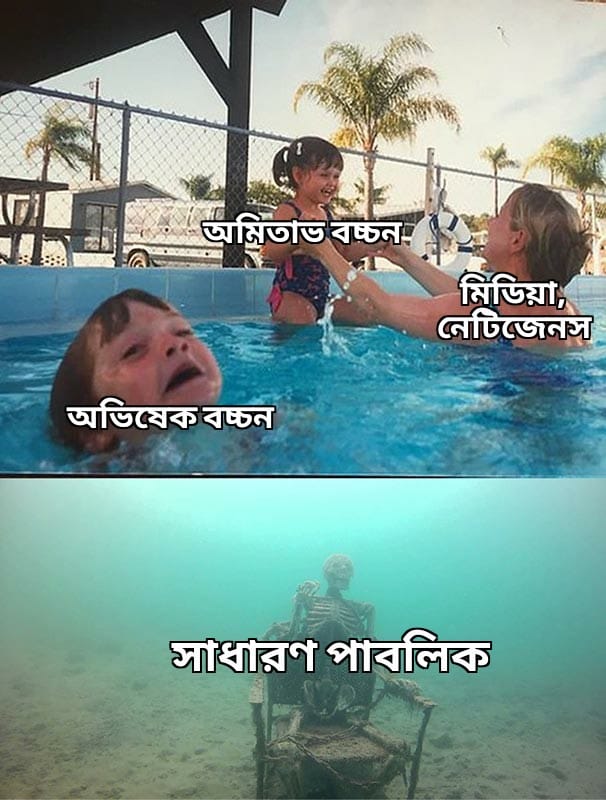 অমিতাভ বচ্চন
মিডিয়া,
নেটিজেনস
অভিষেক বচ্চন
সাধারণ পাবলিক